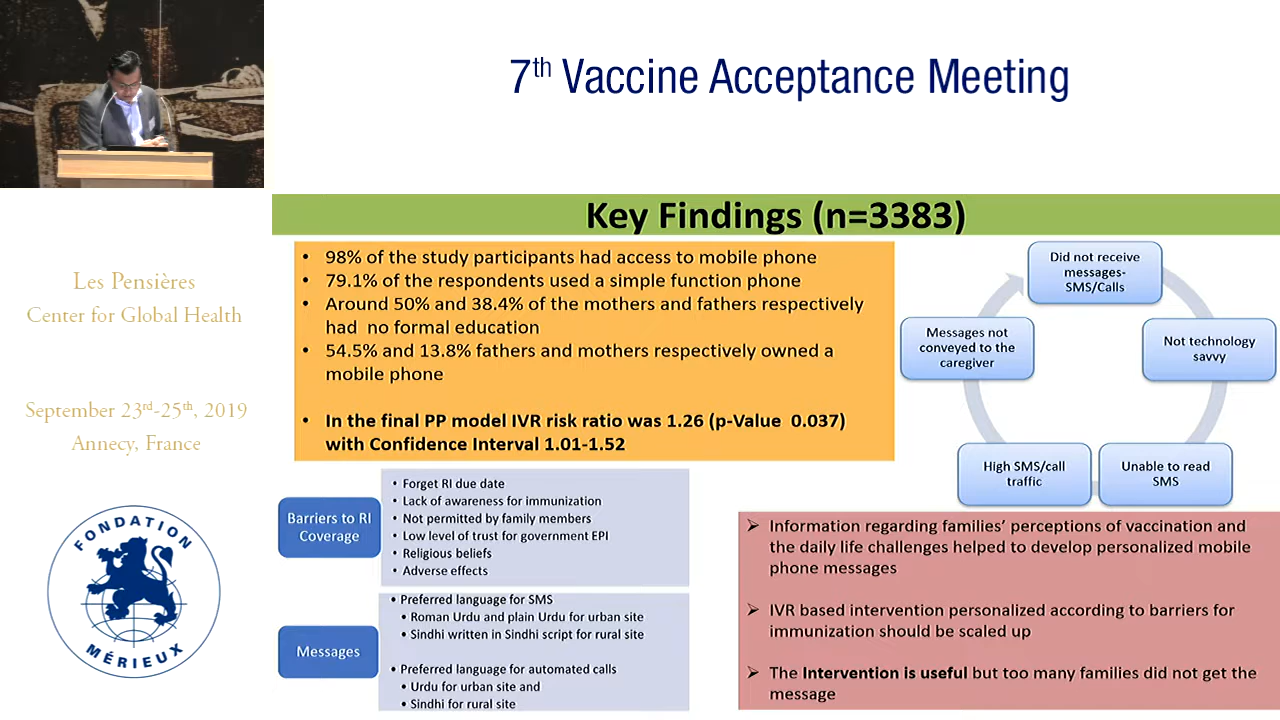 7th Vaccine Acceptance Meeting
Les Pensières
Center for Global Health
September 23rd-25th, 2019
Annecy, France
FONDATION
MÉRIEUX
Key Findings (n=3383)
• 98% of the study participants had access to mobile phone
• 79.1% of the respondents used a simple function phone
• Around 50% and 38.4% of the mothers and fathers respectively
had no formal education
• 54.5% and 13.8% fathers and mothers respectively owned a
mobile phone
• In the final PP model IVR risk ratio was 1.26 (p-Value 0.037)
with Confidence Interval 1.01-1.52
Did not receive
messages-
SMS/Calls
Not technology
savvy
Unable to read
SMS
High SMS/call
traffic
Messages not
conveyed to the
caregiver
Barriers to RI
Coverage
• Forget RI due date
• Lack of awareness for immunization
• Not permitted by family members
• Low level of trust for government EPI
• Religious beliefs
• Adverse effects
Messages
• Preferred language for SMS
• Roman Urdu and plain Urdu for urban site
• Sindhi written in Sindhi script for rural site
• Preferred language for automated calls
• Urdu for urban site and
• Sindhi for rural site
➢ Information regarding families' perceptions of vaccination and
the daily life challenges helped to develop personalized mobile
phone messages
➢ IVR based intervention personalized according to barriers for
immunization should be scaled up
➢ The Intervention is useful but too many families did not get the
message